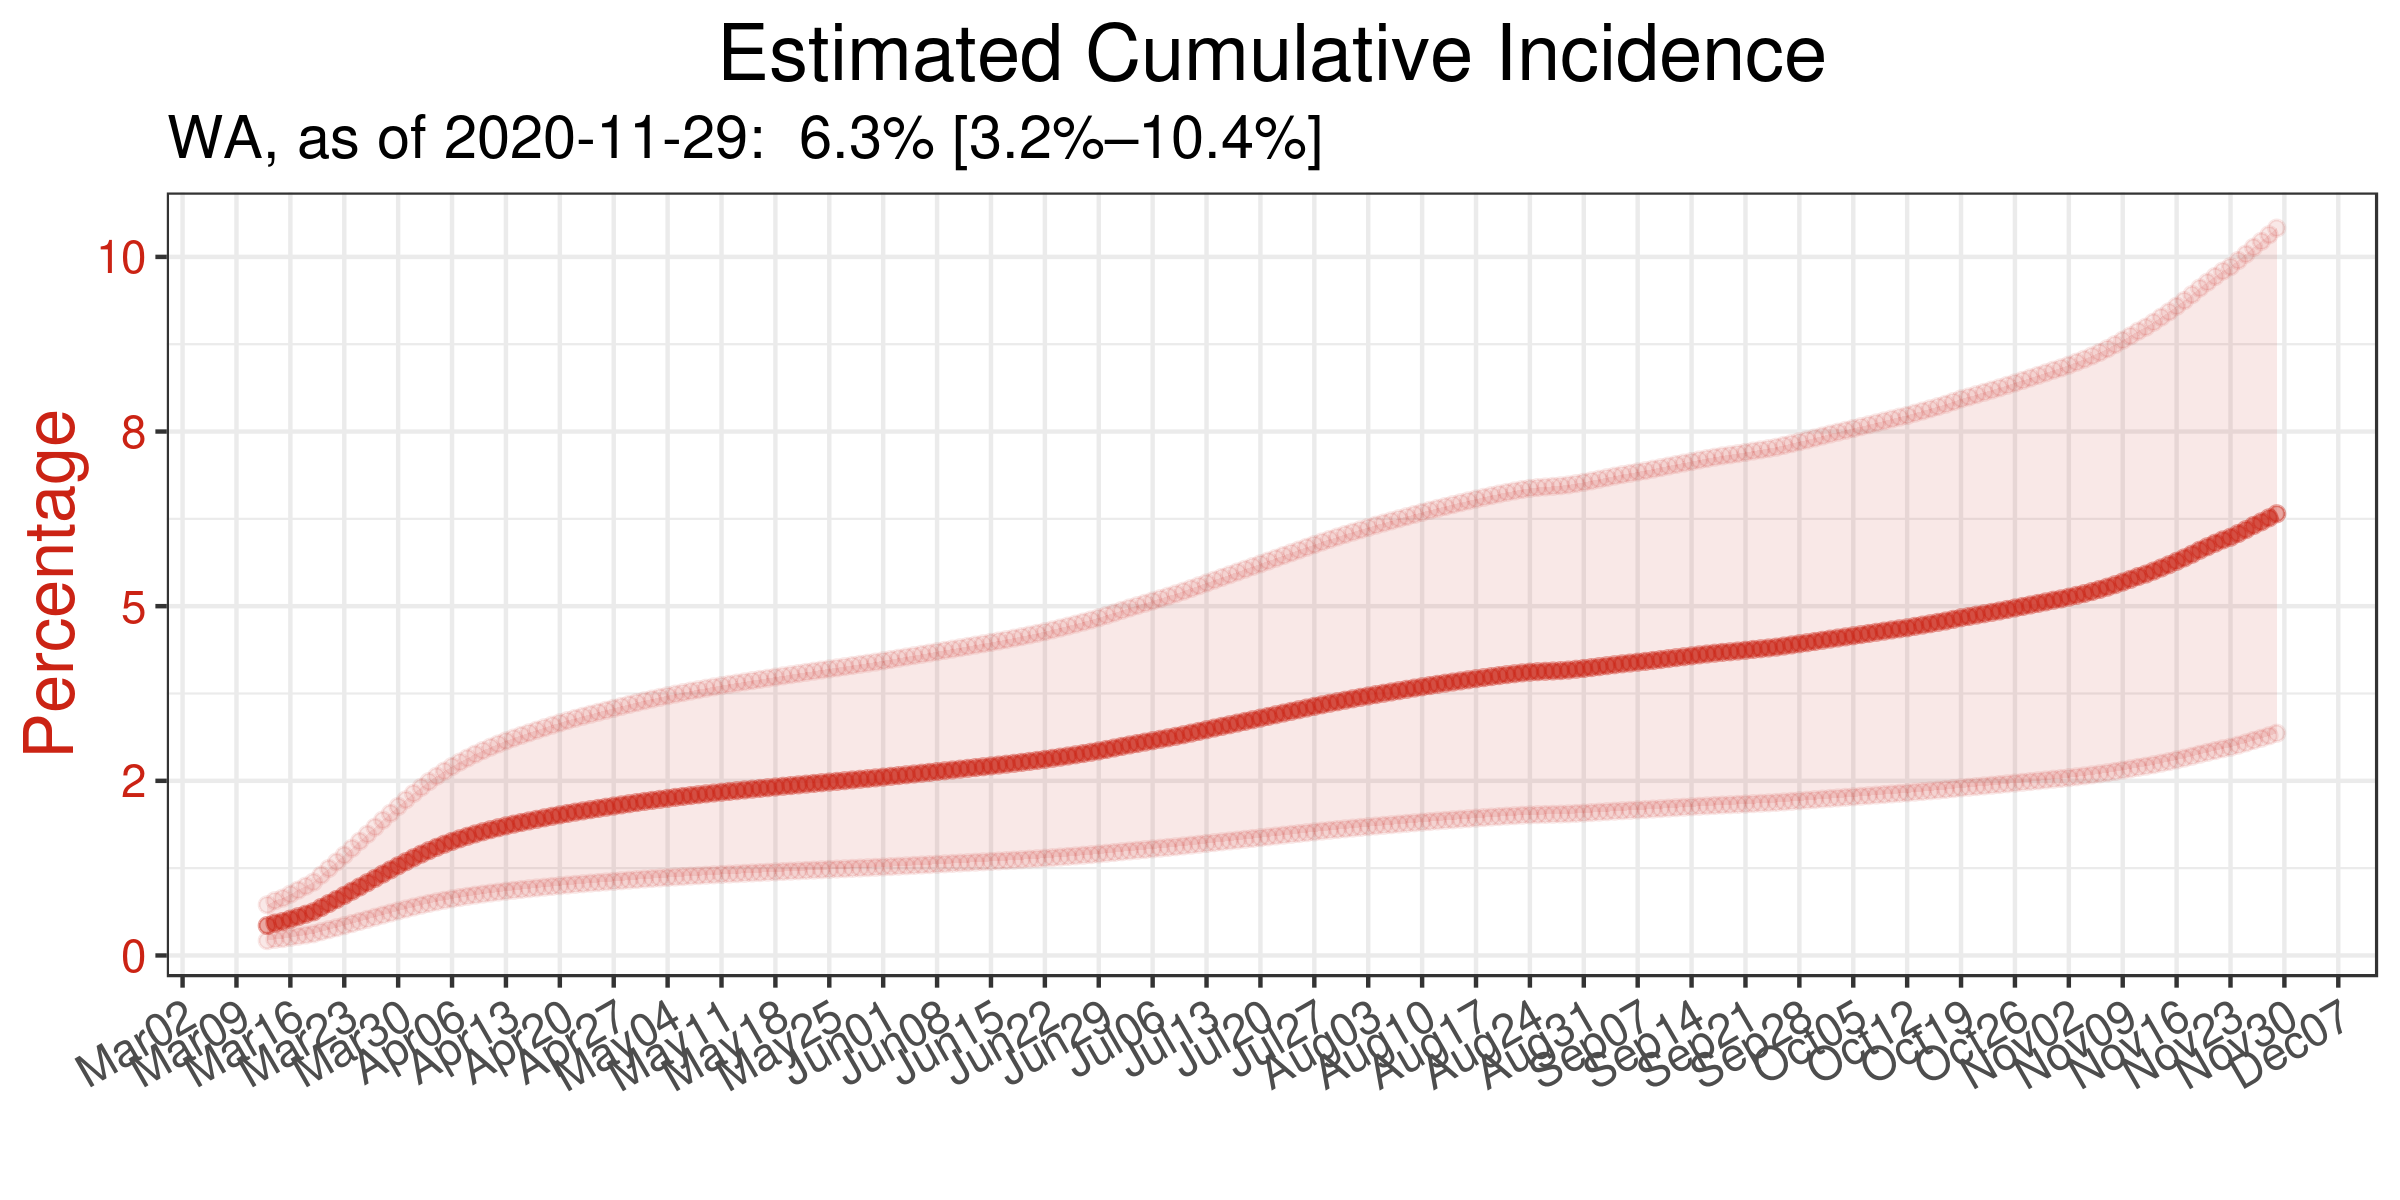 Estimated Cumulative Incidence
WA, as of 2020-11-29:  6.3% [3.2%–10.4%]
Percentage
10
8
5
2
0
Mar02
Mar09
Mar16
Mar23
Mar30
Apr06
Apr13
Apr20
Apr27
May04
May11
May18
May25
Jun01
Jun08
Jun15
Jun22
Jun29
Jul06
Jul13
Jul20
Jul27
Aug03
Aug10
Aug17
Aug24
Aug31
Sep07
Sep14
Sep21
Sep28
Oct05
Oct12
Oct19
Oct26
Nov02
Nov09
Nov16
Nov23
Nov30
Dec07